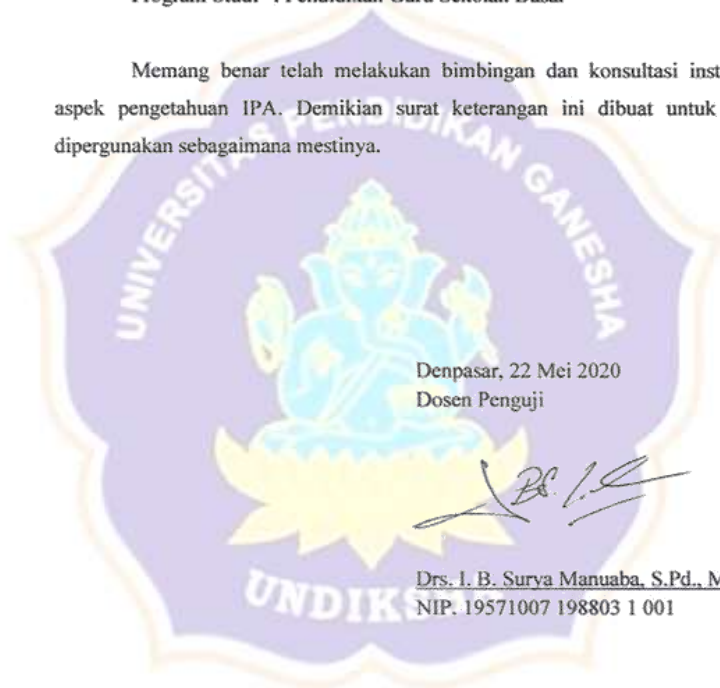 Program Studi : Pendidikan Guru Sekolah Dasar
Memang benar telah melakukan bimbingan dan konsultasi
aspek pengetahuan IPA. Demikian surat keterangan ini dibuat untuk
dipergunakan sebagaimana mestinya.
UNIVERSITAS PENDIDIKAN GANESHA
Denpasar, 22 Mei 2020
Dosen Penguji
Drs. I. B. Surya Manuaba, S.Pd.,
NIP. 19571007 198803 1 001
UNDIKSHA